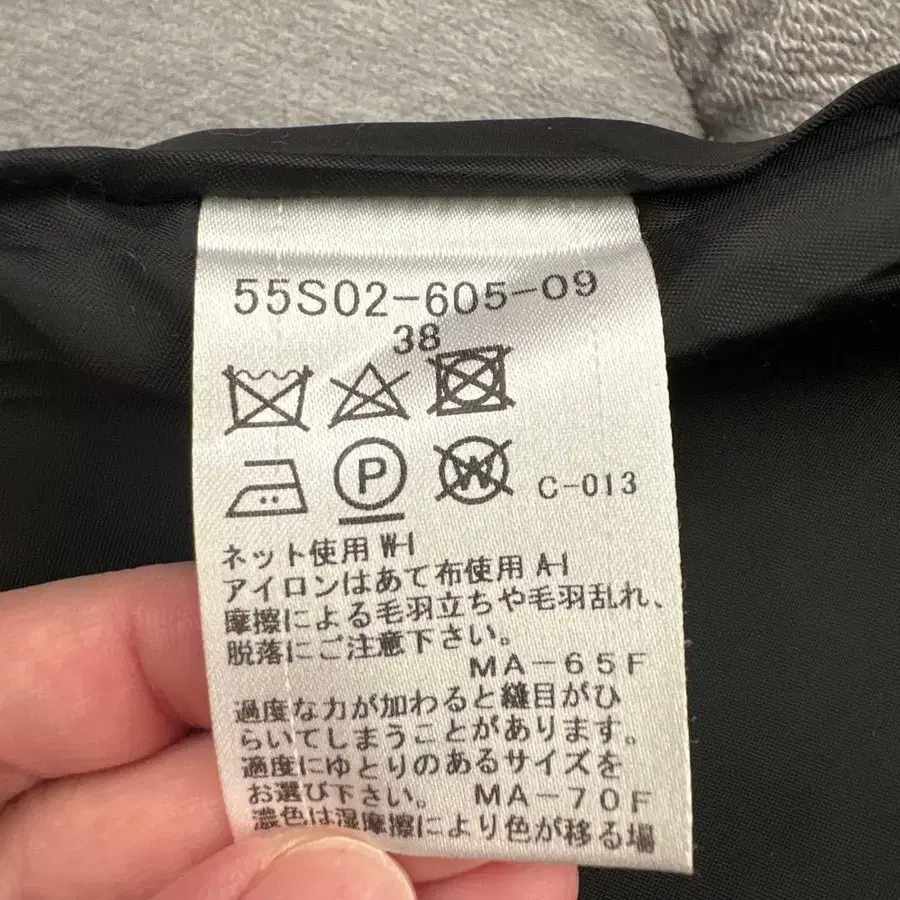 55S02-605-09
38
P
W
C-013
ネット使用 W-I
アイロンはあて布使用 A-I
摩擦による毛羽立ちや毛羽乱れ、
脱落にご注意下さい。
MA-65F
過度な力が加わると縫目がひ
らいてしまうことがあります。
適度にゆとりのあるサイズを
お選び下さい。 MA-70F
濃色は湿摩擦により色が移る場